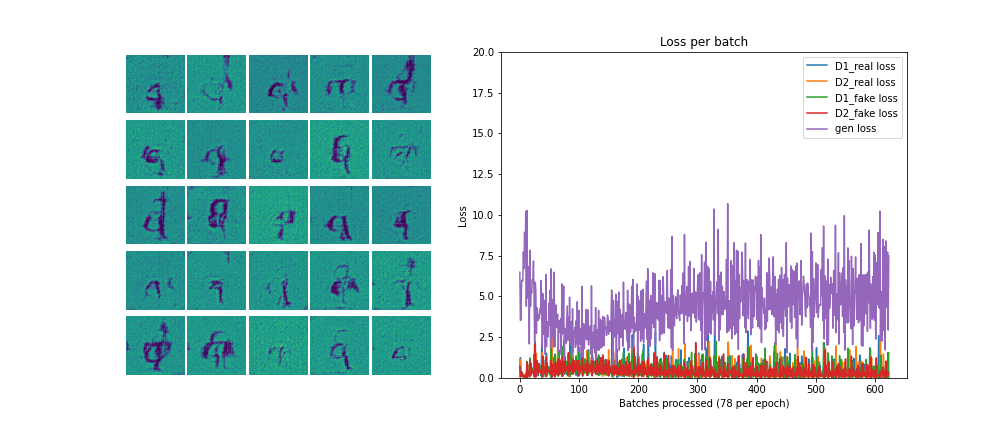 Loss per batch
20.0
17.5
15.0
12.5
10.0
7.5
5.0
2.5
0.0
Loss
D1_real loss
D2_real loss
D1_fake loss
D2_fake loss
gen loss
0 100 200 300 400 500 600
Batches processed (78 per epoch)